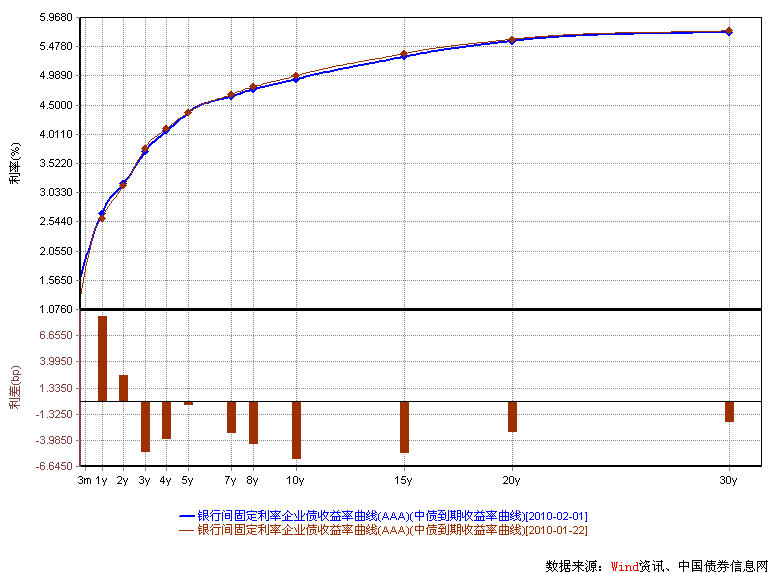 5.9680
5.4780
4.9890
4.5000
4.0110
3.5220
3.0330
2.5440
2.0550
1.5650
1.0760
利率(%)
6.6550
3.9950
1.3350
-1.3250
-3.9850
-6.6450
利差(bp)
3m 1y 2y 3y 4y 5y 7y 8y 10y 15y 20y 30y
银行间固定利率企业债收益率曲线(AAA)(中债到期收益率曲线)[2010-02-01]
银行间固定利率企业债收益率曲线(AAA)(中债到期收益率曲线)[2010-01-22]
数据来源：Wind资讯、中国债券信息网